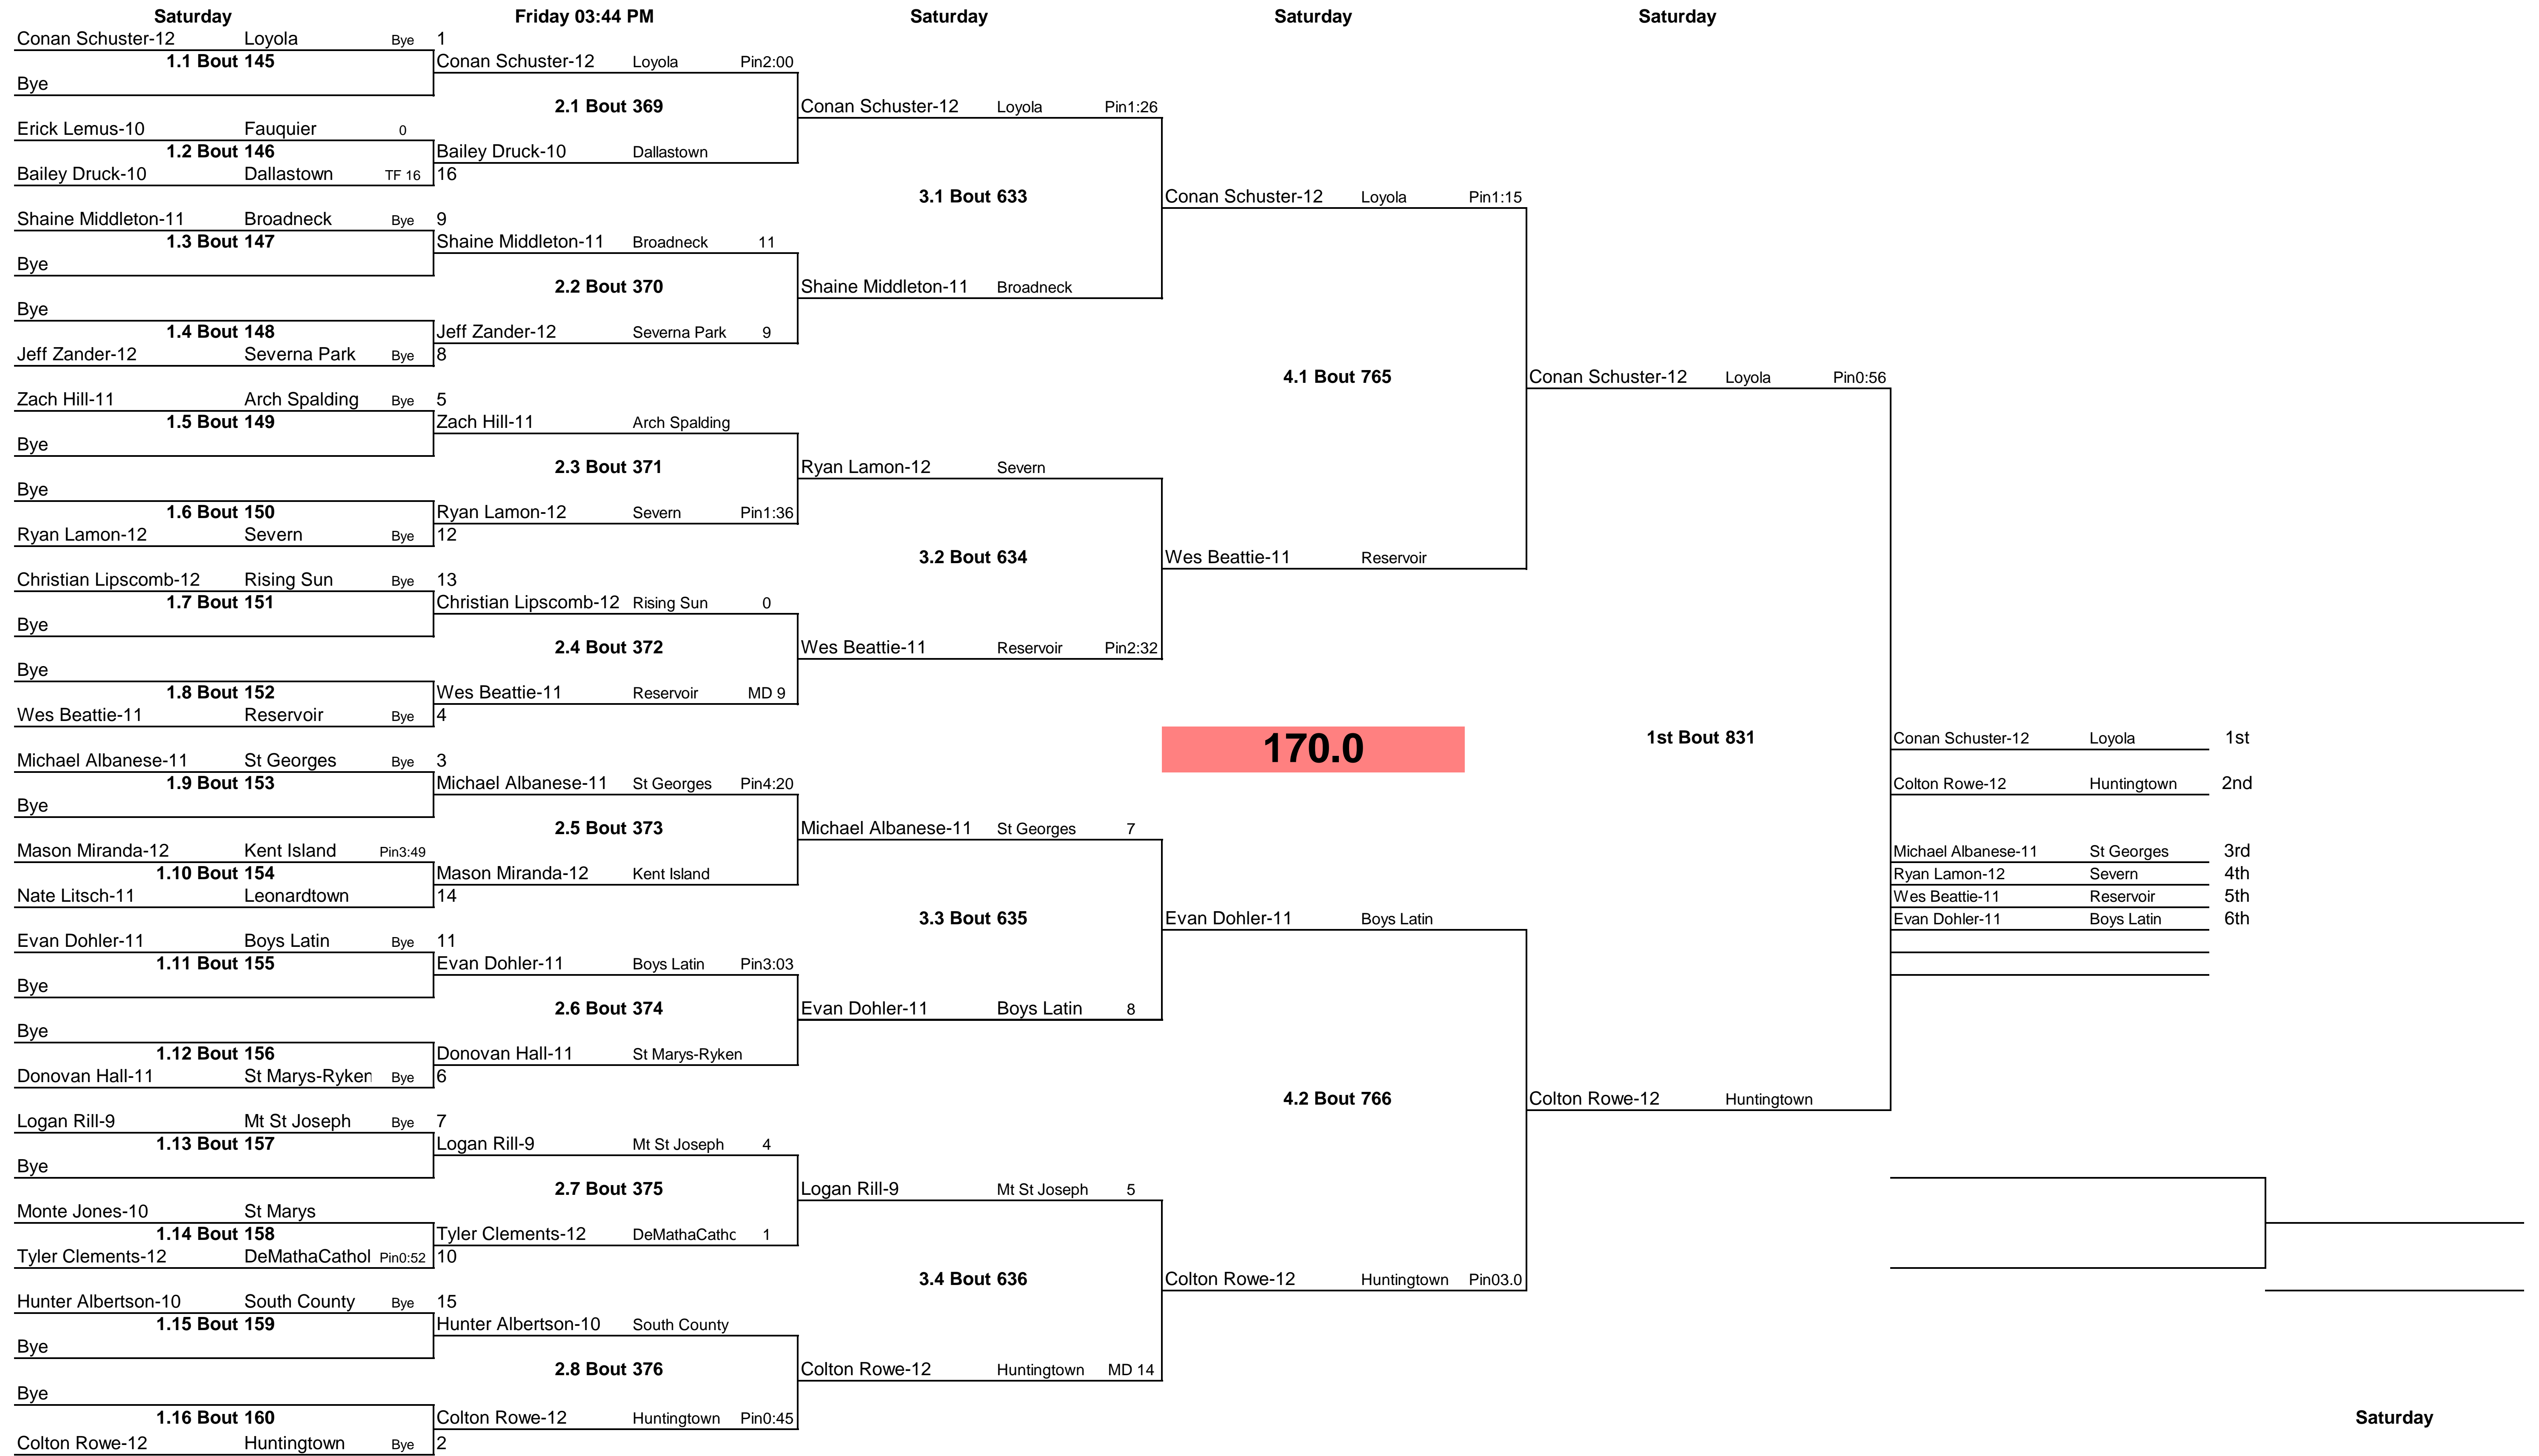 Saturday Friday 03:44 PM Saturday Saturday Saturday
Conan Schuster-12 Loyola Bye 1
1.1 Bout 145 Conan Schuster-12 Loyola Pin2:00
Bye
2.1 Bout 369 Conan Schuster-12 Loyola Pin1:26
Erick Lemus-10 Fauquier 0
1.2 Bout 146 Bailey Druck-10 Dallastown
Bailey Druck-10 Dallastown TF 16 16
3.1 Bout 633 Conan Schuster-12 Loyola Pin1:15
Shaine Middleton-11 Broadneck Bye 9
1.3 Bout 147 Shaine Middleton-11 Broadneck 11
Bye
2.2 Bout 370 Shaine Middleton-11 Broadneck
Bye
1.4 Bout 148 Jeff Zander-12 Severna Park 9
Jeff Zander-12 Severna Park Bye 8
4.1 Bout 765 Conan Schuster-12 Loyola Pin0:56
Zach Hill-11 Arch Spalding Bye 5
1.5 Bout 149 Zach Hill-11 Arch Spalding
Bye
2.3 Bout 371 Ryan Lamon-12 Severn
Bye
1.6 Bout 150 Ryan Lamon-12 Severn Pin1:36
Ryan Lamon-12 Severn Bye 12
3.2 Bout 634 Wes Beattie-11 Reservoir
Christian Lipscomb-12 Rising Sun Bye 13
1.7 Bout 151 Christian Lipscomb-12 Rising Sun 0
Bye
2.4 Bout 372 Wes Beattie-11 Reservoir Pin2:32
Bye
1.8 Bout 152 Wes Beattie-11 Reservoir MD 9
Wes Beattie-11 Reservoir Bye 4
170.0 1st Bout 831 Conan Schuster-12 Loyola 1st
Michael Albanese-11 St Georges Bye 3
1.9 Bout 153 Michael Albanese-11 St Georges Pin4:20 Colton Rowe-12 Huntingtown 2nd
Bye
2.5 Bout 373 Michael Albanese-11 St Georges 7
Mason Miranda-12 Kent Island Pin3:49 Michael Albanese-11 St Georges 3rd
1.10 Bout 154 Mason Miranda-12 Kent Island Ryan Lamon-12 Severn 4th
Nate Litsch-11 Leonardtown 14 Wes Beattie-11 Reservoir 5th
3.3 Bout 635 Evan Dohler-11 Boys Latin Evan Dohler-11 Boys Latin 6th
Evan Dohler-11 Boys Latin Bye 11
1.11 Bout 155 Evan Dohler-11 Boys Latin Pin3:03
Bye
2.6 Bout 374 Evan Dohler-11 Boys Latin 8
Bye
1.12 Bout 156 Donovan Hall-11 St Marys-Ryken
Donovan Hall-11 St Marys-Ryken Bye 6
4.2 Bout 766 Colton Rowe-12 Huntingtown
Logan Rill-9 Mt St Joseph Bye 7
1.13 Bout 157 Logan Rill-9 Mt St Joseph 4
Bye
2.7 Bout 375 Logan Rill-9 Mt St Joseph 5
Monte Jones-10 St Marys
1.14 Bout 158 Tyler Clements-12 DeMathaCathc 1
Tyler Clements-12 DeMathaCathol Pin0:52 10
3.4 Bout 636 Colton Rowe-12 Huntingtown Pin03.0
Hunter Albertson-10 South County Bye 15
1.15 Bout 159 Hunter Albertson-10 South County
Bye
2.8 Bout 376 Colton Rowe-12 Huntingtown MD 14
Bye
1.16 Bout 160 Colton Rowe-12 Huntingtown Pin0:45 Saturday
Colton Rowe-12 Huntingtown Bye 2